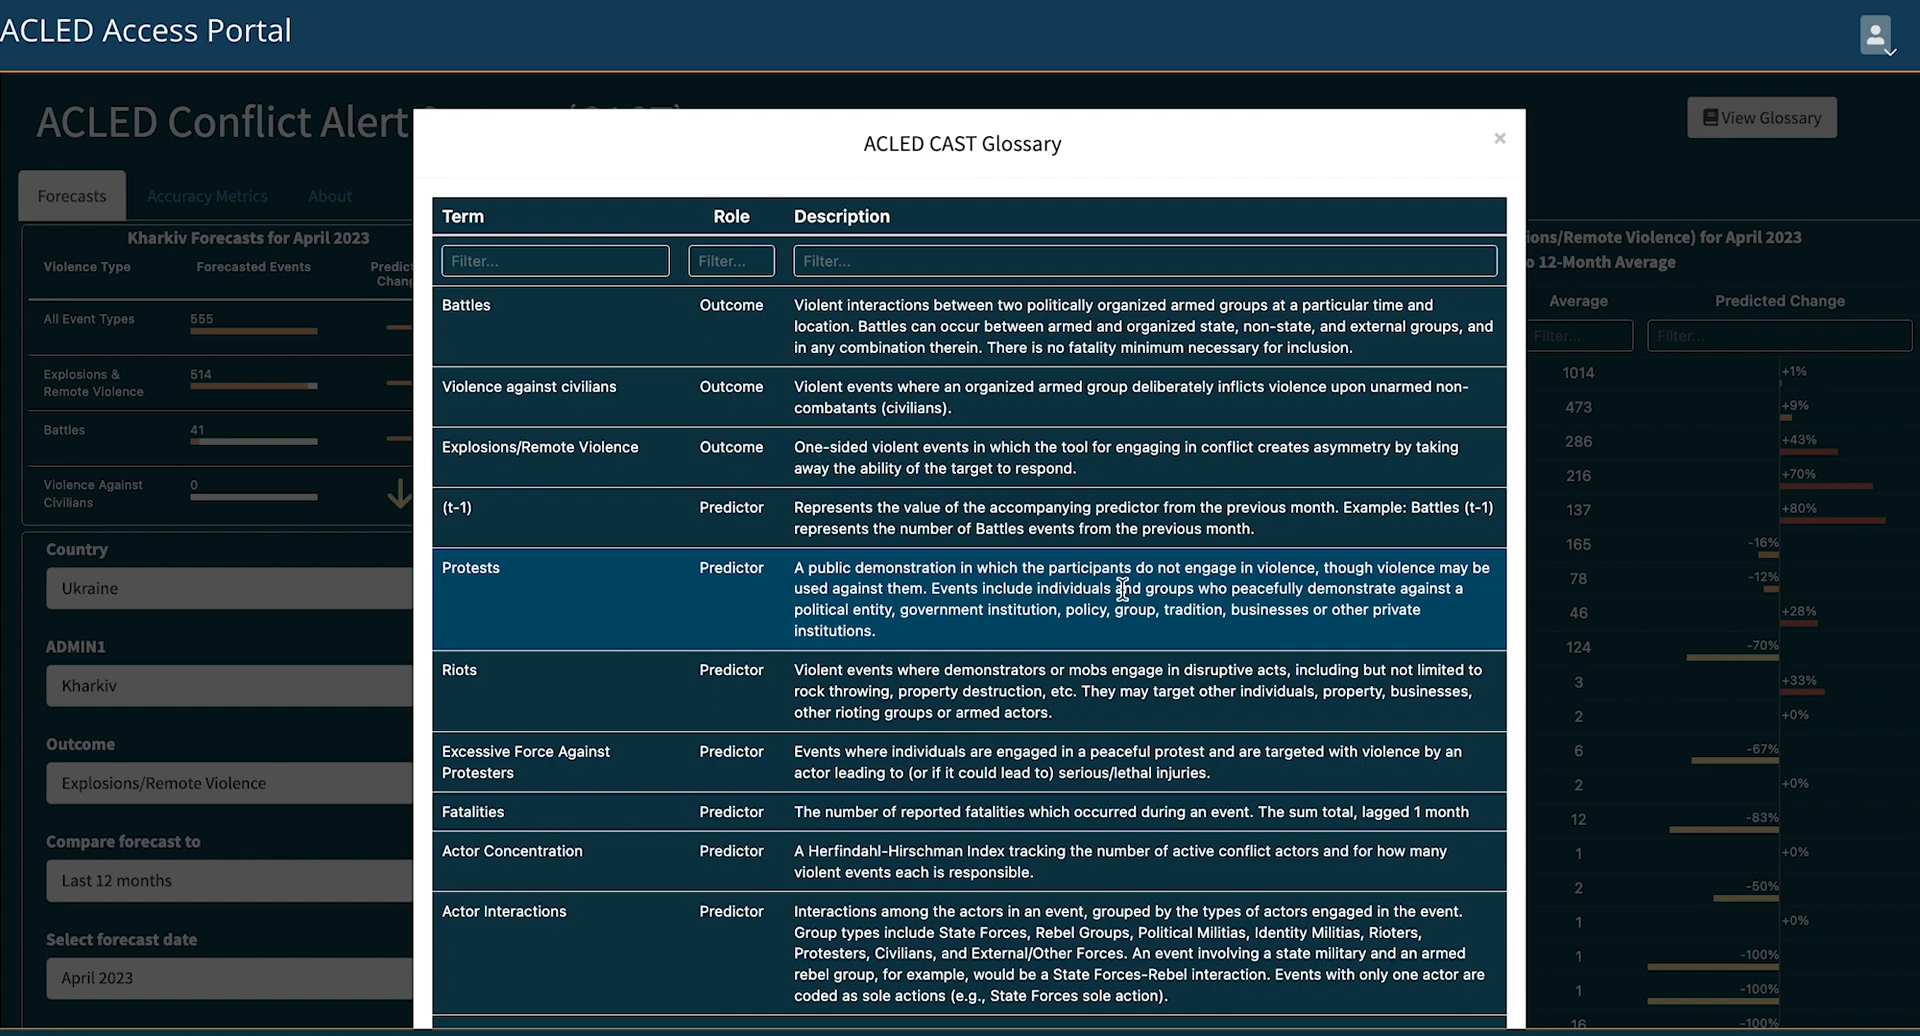 ACLED Access Portal
ACLED Conflict Alert
View Glossary
Forecasts
Accuracy Metrics
About
Kharkiv Forecasts for April 2023
Violence Type
Forecasted Events
All Event Types
555
Explosions &
Remote Violence
514
Battles
41
Violence Against
Civilians
0
Country
Ukraine
ADMIN1
Kharkiv
Outcome
Explosions/Remote Violence
Compare forecast to
Last 12 months
Select forecast date
April 2023
ACLED CAST Glossary
×
Term Role Description
Filter... Filter... Filter...
Battles
Outcome
Violent interactions between two politically organized armed groups at a particular time and
location. Battles can occur between armed and organized state, non-state, and external groups, and
in any combination therein. There is no fatality minimum necessary for inclusion.
Violence against civilians
Outcome
Violent events where an organized armed group deliberately inflicts violence upon unarmed non-
combatants (civilians).
Explosions/Remote Violence
Outcome
One-sided violent events in which the tool for engaging in conflict creates asymmetry by taking
away the ability of the target to respond.
(t-1)
Predictor
Represents the value of the accompanying predictor from the previous month. Example: Battles (t-1)
represents the number of Battles events from the previous month.
Protests
Predictor
A public demonstration in which the participants do not engage in violence, though violence may be
used against them. Events include individuals and groups who peacefully demonstrate against a
political entity, government institution, policy, group, tradition, businesses or other private
institutions.
Riots
Predictor
Violent events where demonstrators or mobs engage in disruptive acts, including but not limited to
rock throwing, property destruction, etc. They may target other individuals, property, businesses,
other rioting groups or armed actors.
Excessive Force Against
Protesters
Predictor
Events where individuals are engaged in a peaceful protest and are targeted with violence by an
actor leading to (or if it could lead to) serious/lethal injuries.
Fatalities
Predictor
The number of reported fatalities which occurred during an event. The sum total, lagged 1 month
Actor Concentration
Predictor
A Herfindahl-Hirschman Index tracking the number of active conflict actors and for how many
violent events each is responsible.
Actor Interactions
Predictor
Interactions among the actors in an event, grouped by the types of actors engaged in the event.
Group types include State Forces, Rebel Groups, Political Militias, Identity Militias, Rioters,
Protesters, Civilians, and External/Other Forces. An event involving a state military and an armed
rebel group, for example, would be a State Forces-Rebel interaction. Events with only one actor are
coded as sole actions (e.g., State Forces sole action).
ions/Remote Violence) for April 2023
o 12-Month Average
Average Predicted Change
Filter... Filter...
1014 +1%
473 +9%
286 +43%
216 +70%
137 +80%
165 -16%
78 -12%
46 +28%
124 -70%
3 +33%
2 +0%
6 -67%
2 +0%
12 -83%
1 +0%
2 -50%
1 +0%
1 -100%
1 -100%
16 -100%